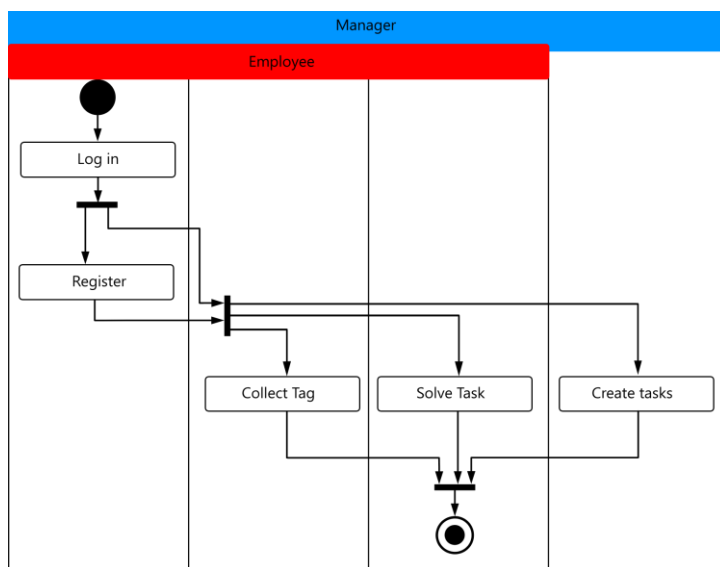 Manager
Employee
Log in
Register
Collect Tag
Solve Task
Create tasks